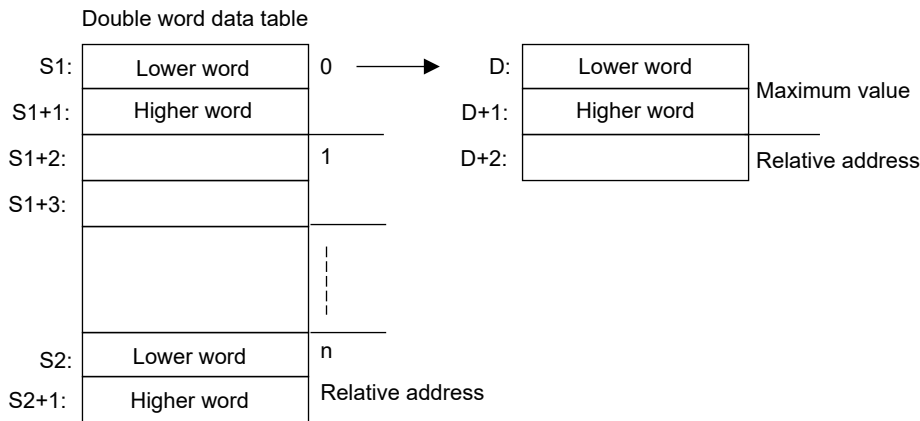 Double word data table
S1: Lower word 0 D: Lower word
Maximum value
S1+1: Higher word D+1: Higher word
S1+2: 1 D+2: Relative address
S1+3:
S2: Lower word n
S2+1: Higher word Relative address